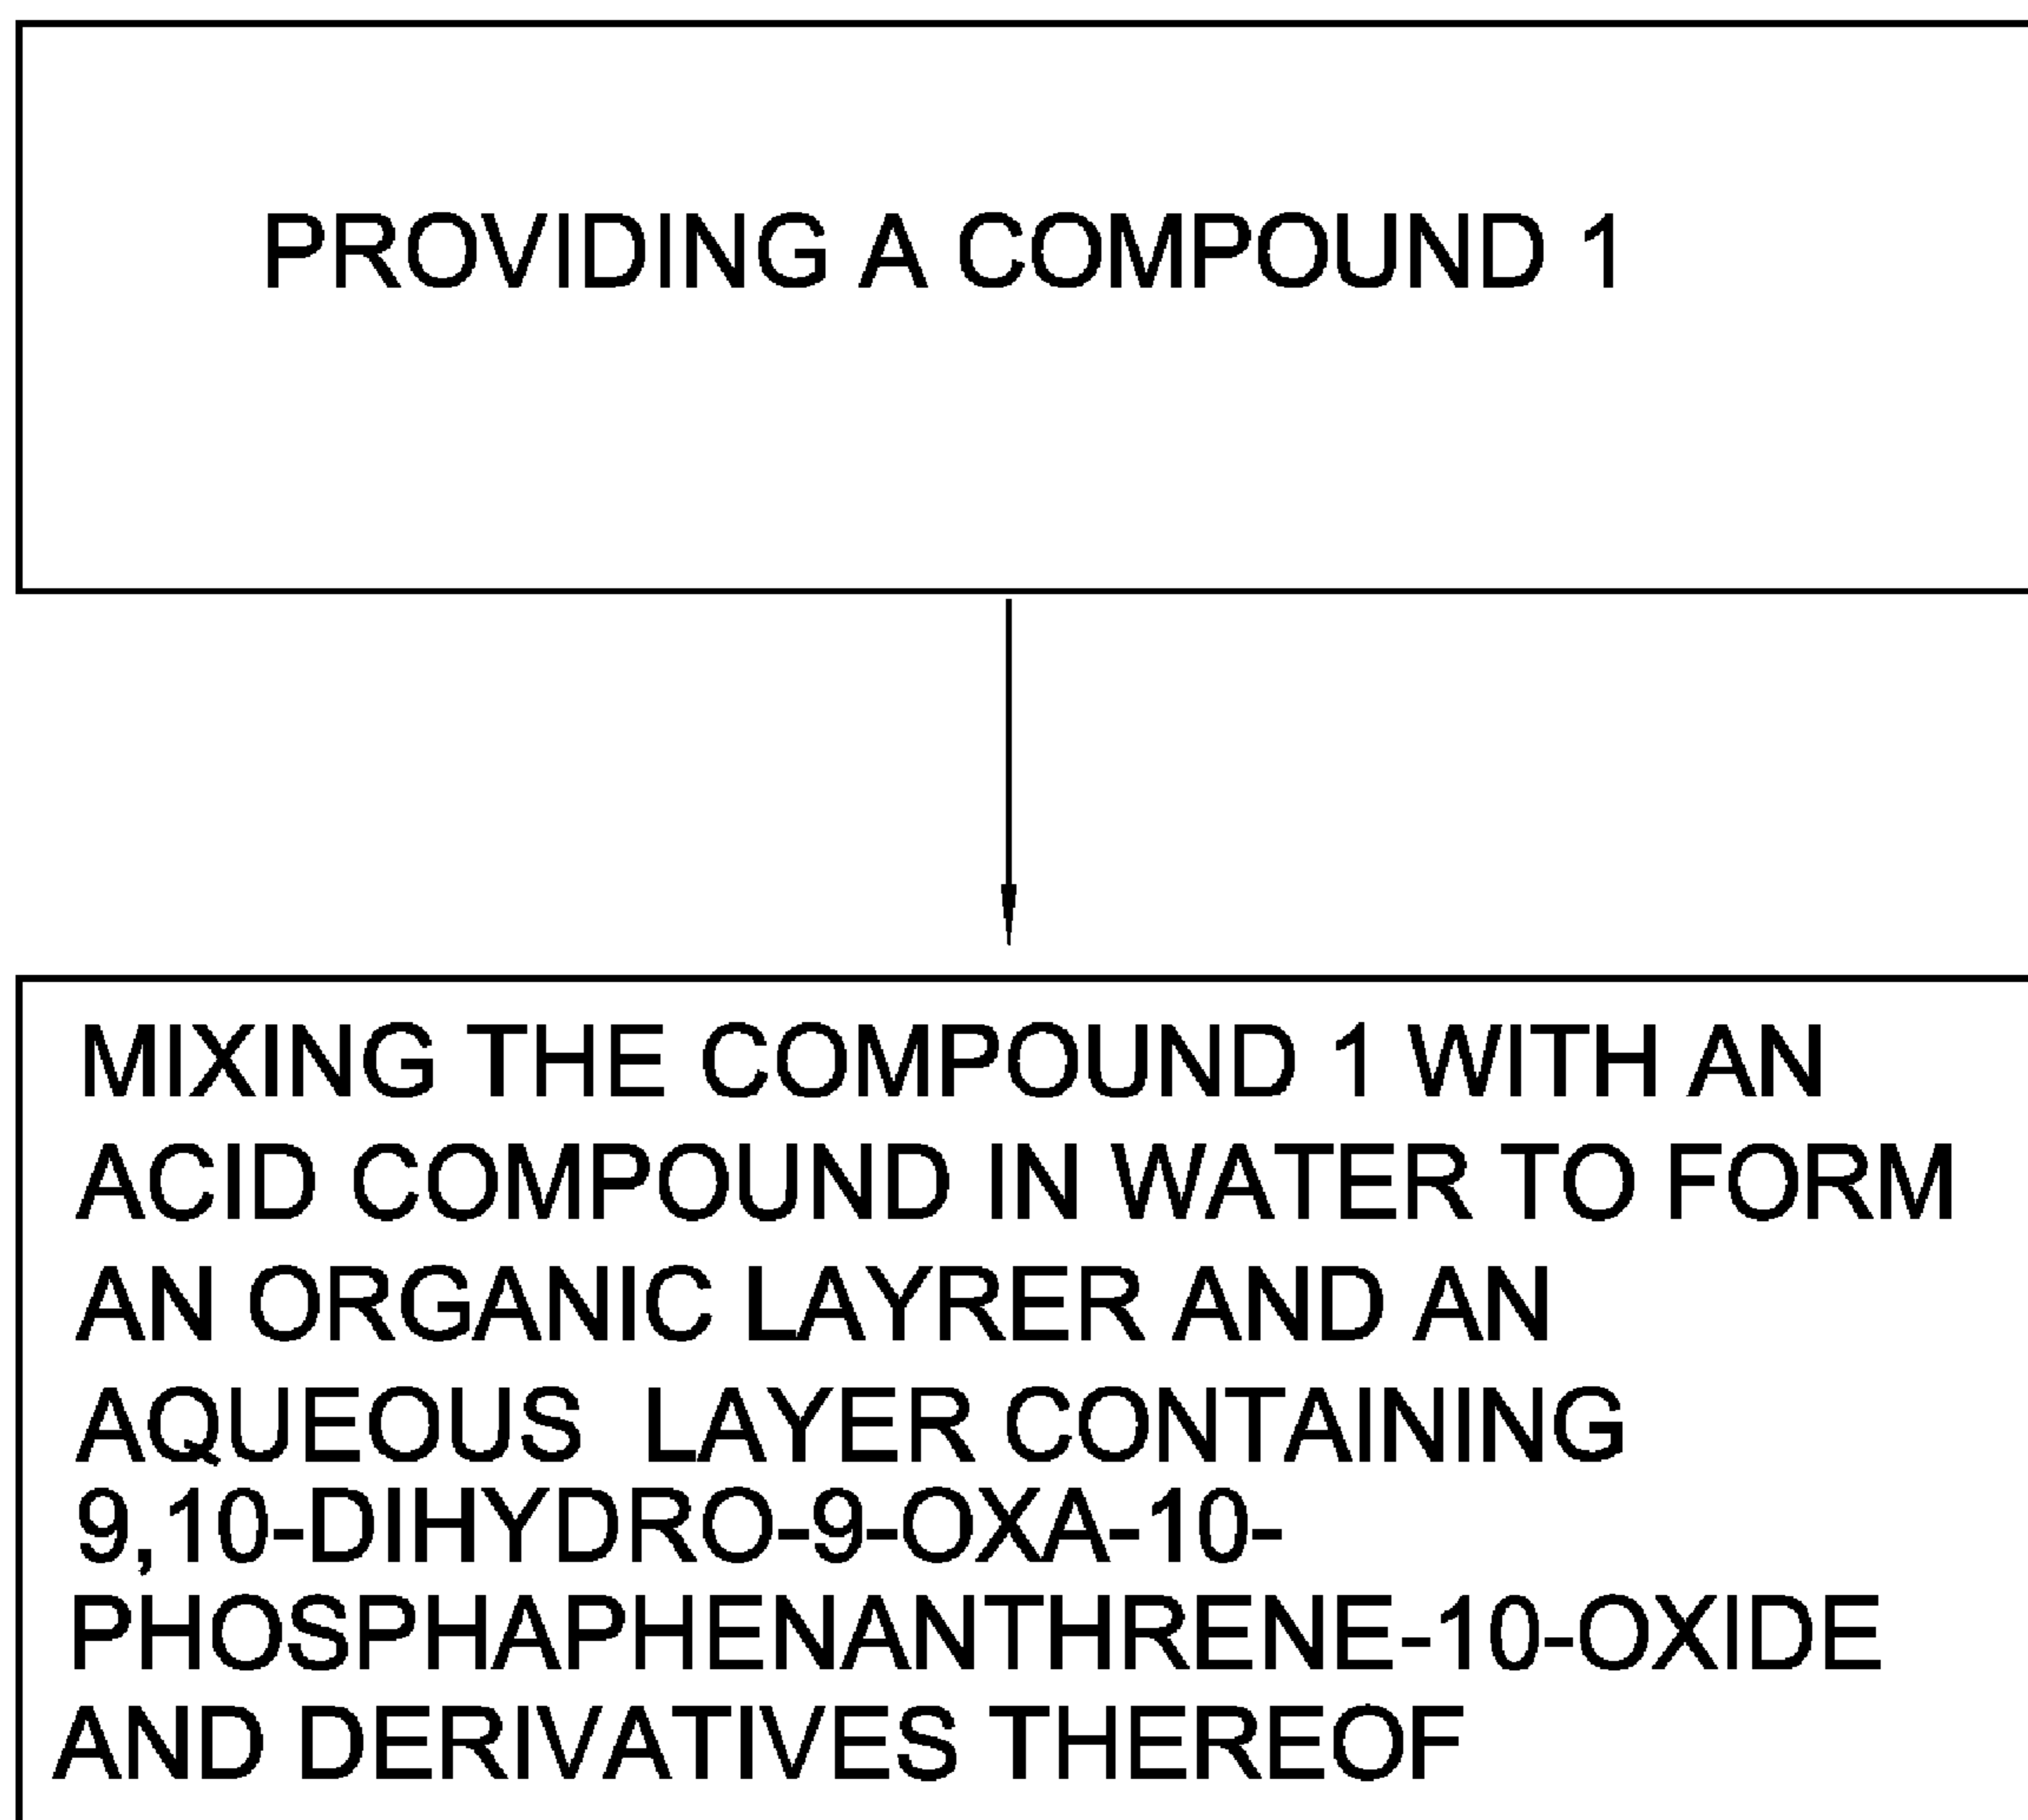 PROVIDING A COMPOUND 1
MIXING THE COMPOUND 1 WITH AN
ACID COMPOUND IN WATER TO FORM
AN ORGANIC LAYRER AND AN
AQUEOUS LAYER CONTAINING
9,10-DIHYDRO-9-OXA-10-
PHOSPHAPHENANTHRENE-10-OXIDE
AND DERIVATIVES THEREOF